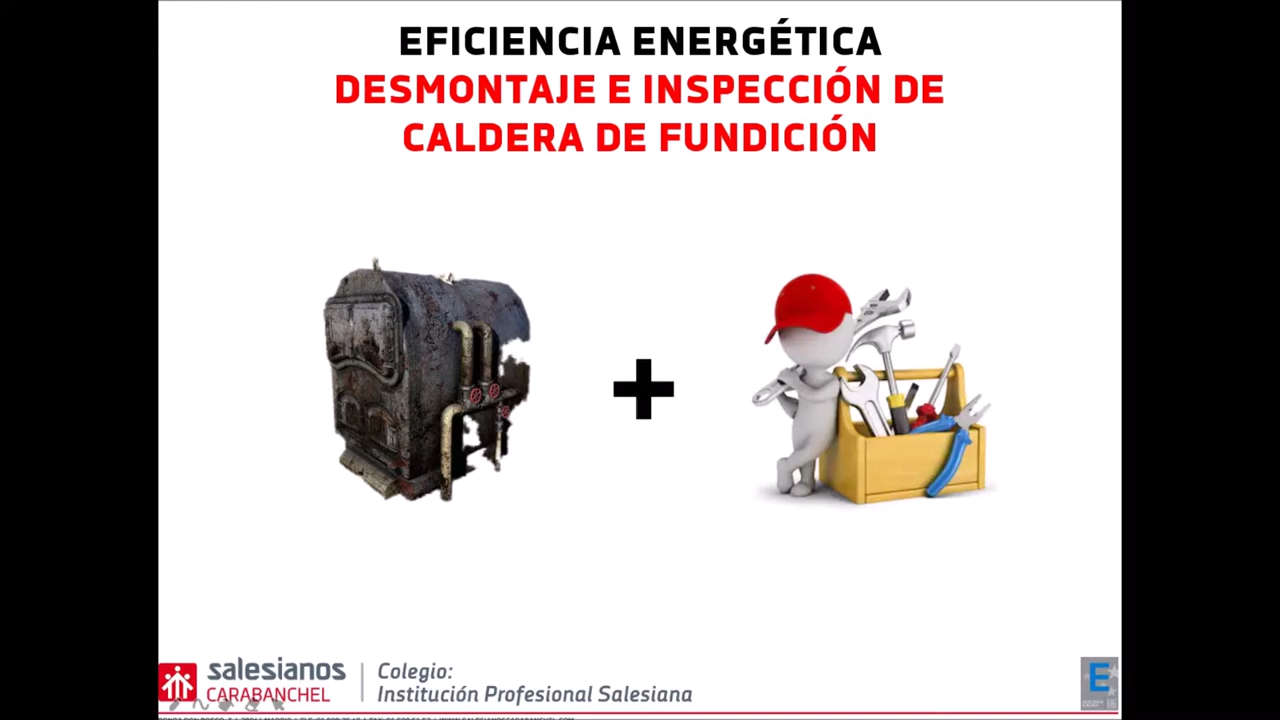 EFICIENCIA ENERGÉTICA
DESMONTAJE E INSPECCIÓN DE
CALDERA DE FUNDICIÓN
salesianos
CARABANCHEL
Colegio:
Institución Profesional Salesiana
E